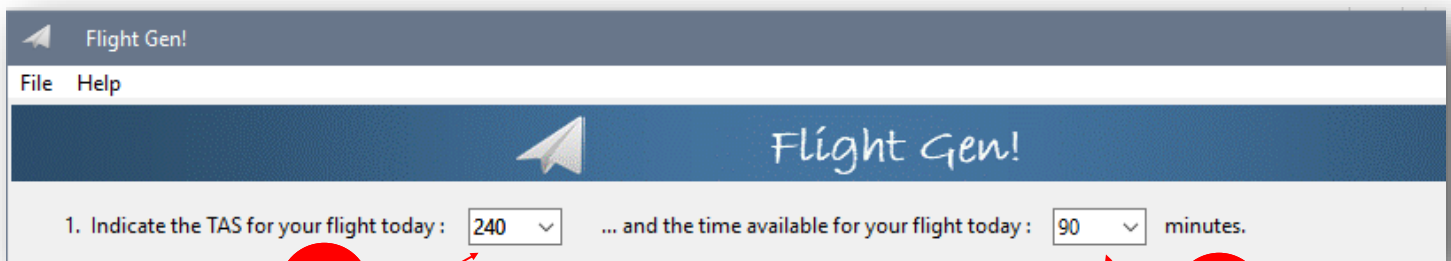 Flight Gen!
File Help
Flight Gen!
1. Indicate the TAS for your flight today : 240 ... and the time available for your flight today : 90 minutes.